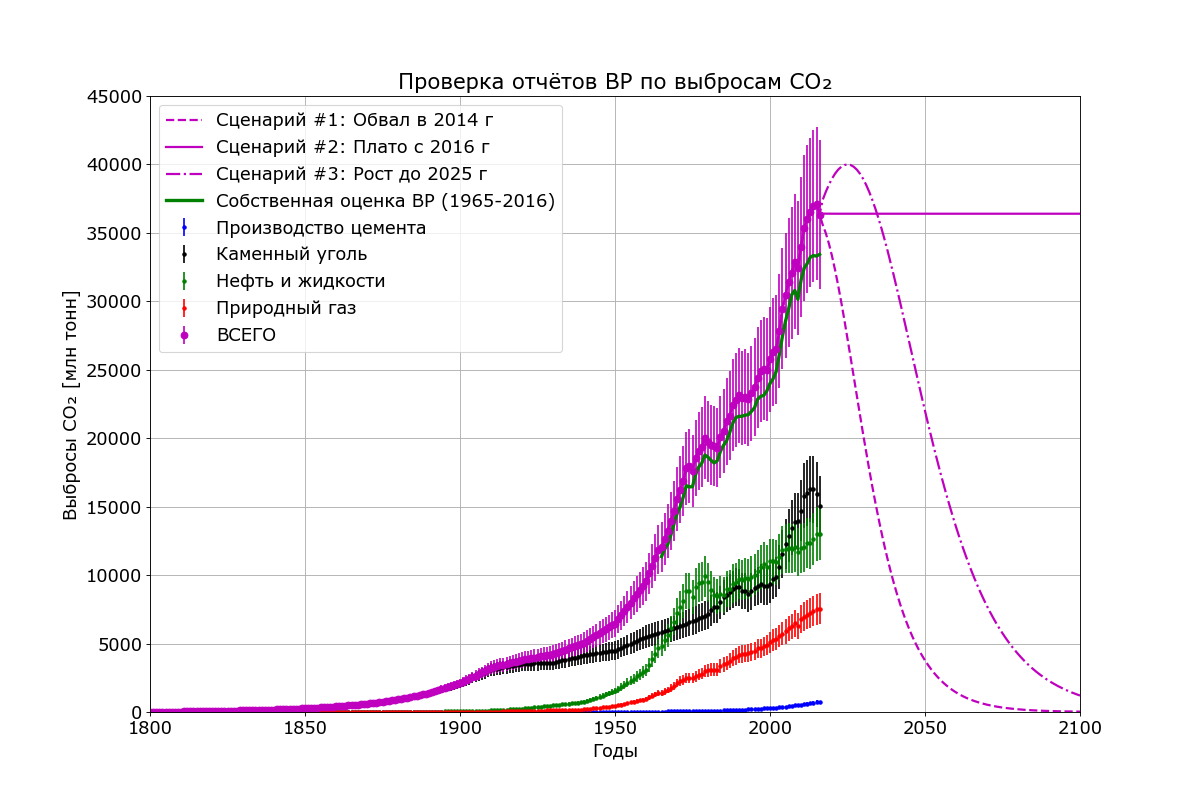 Проверка отчётов BP по выбросам CO₂
45000
40000
35000
30000
25000
20000
15000
10000
5000
0
Выбросы CO₂ [млн тонн]
Сценарий #1: Обвал в 2014 г
Сценарий #2: Плато с 2016 г
Сценарий #3: Рост до 2025 г
Собственная оценка BP (1965-2016)
Производство цемента
Каменный уголь
Нефть и жидкости
Природный газ
ВСЕГО
1800 1850 1900 1950 2000 2050 2100
Годы